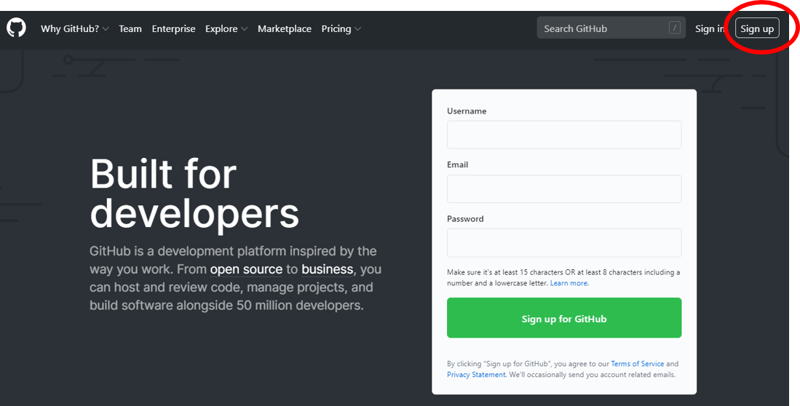 Why GitHub? Team Enterprise Explore Marketplace Pricing Search GitHub / Sign in Sign up
Built for
developers
GitHub is a development platform inspired by the
way you work. From open source to business, you
can host and review code, manage projects, and
build software alongside 50 million developers.
Username
Email
Password
Make sure it's at least 15 characters OR at least 8 characters including a
number and a lowercase letter. Learn more.
Sign up for GitHub
By clicking "Sign up for GitHub", you agree to our Terms of Service and
Privacy Statement. We'll occasionally send you account related emails.